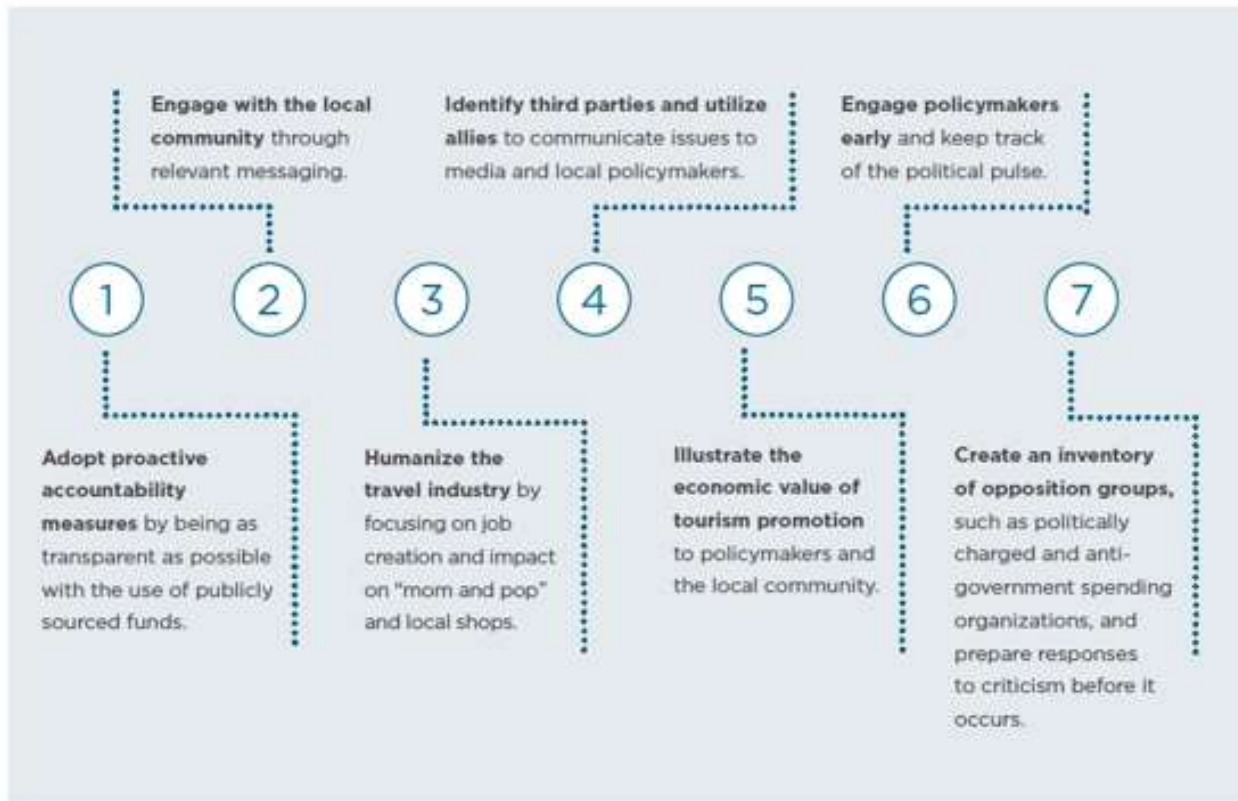 Engage with the local
community through
relevant messaging.
Identify third parties and utilize
allies to communicate issues to
media and local policymakers.
Engage policymakers
early and keep track
of the political pulse.
1
2
3
4
5
6
7
Adopt proactive
accountability
measures by being as
transparent as possible
with the use of publicly
sourced funds.
Humanize the
travel industry by
focusing on job
creation and impact
on "mom and pop"
and local shops.
Illustrate the
economic value of
tourism promotion
to policymakers and
the local community.
Create an inventory
of opposition groups,
such as politically
charged and anti-
government spending
organizations, and
prepare responses
to criticism before it
occurs.